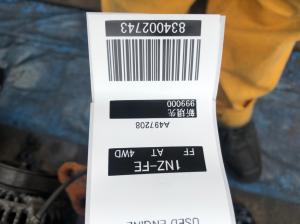 USED ENGINE
1NZ-FE
FF AT 4WD
A497208
999000
834002743